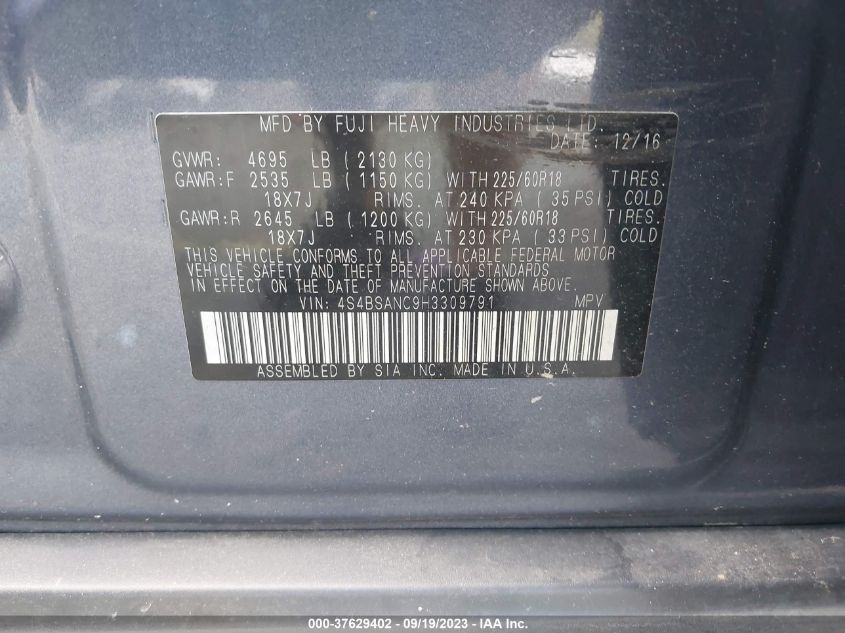 MFD BY FUJI HEAVY INDUSTRIES LTD.
DATE: 12/16
GVWR: 4695 LB ( 2130 KG)
GAWR:F 2535 LB ( 1150 KG) WITH 225/60R18 TIRES.
18X7J RIMS. AT 240 KPA ( 35 PSI) COLD
GAWR:R 2645 LB ( 1200 KG) WITH 225/60R18 TIRES.
18X7J RIMS. AT 230 KPA ( 33 PSI) COLD
THIS VEHICLE CONFORMS TO ALL APPLICABLE FEDERAL MOTOR
VEHICLE SAFETY AND THEFT PREVENTION STANDARDS
IN EFFECT ON THE DATE OF MANUFACTURE SHOWN ABOVE.
VIN: 4S4BSANC9H3309791 MPV
ASSEMBLED BY SIA INC. MADE IN U.S.A.
000-37629402 - 09/19/2023 - IAA Inc.